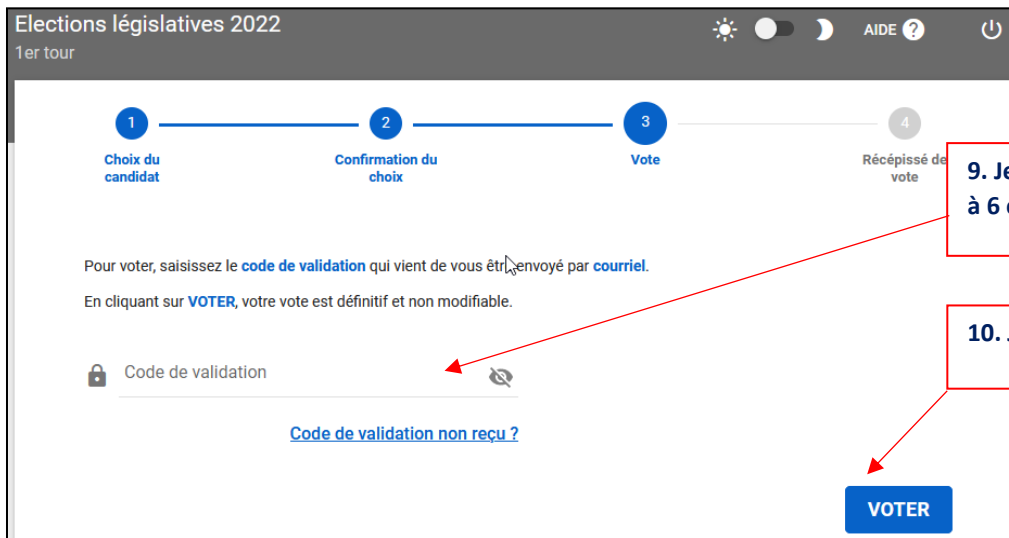 Elections législatives 2022
1er tour
AIDE ?
1
2
3
4
Choix du
candidat
Confirmation du
choix
Vote
Récépissé de
vote
9. Je
à 6
Pour voter, saisissez le code de validation qui vient de vous être envoyé par courriel.
En cliquant sur VOTER, votre vote est définitif et non modifiable.
10.
Code de validation
Code de validation non reçu ?
VOTER